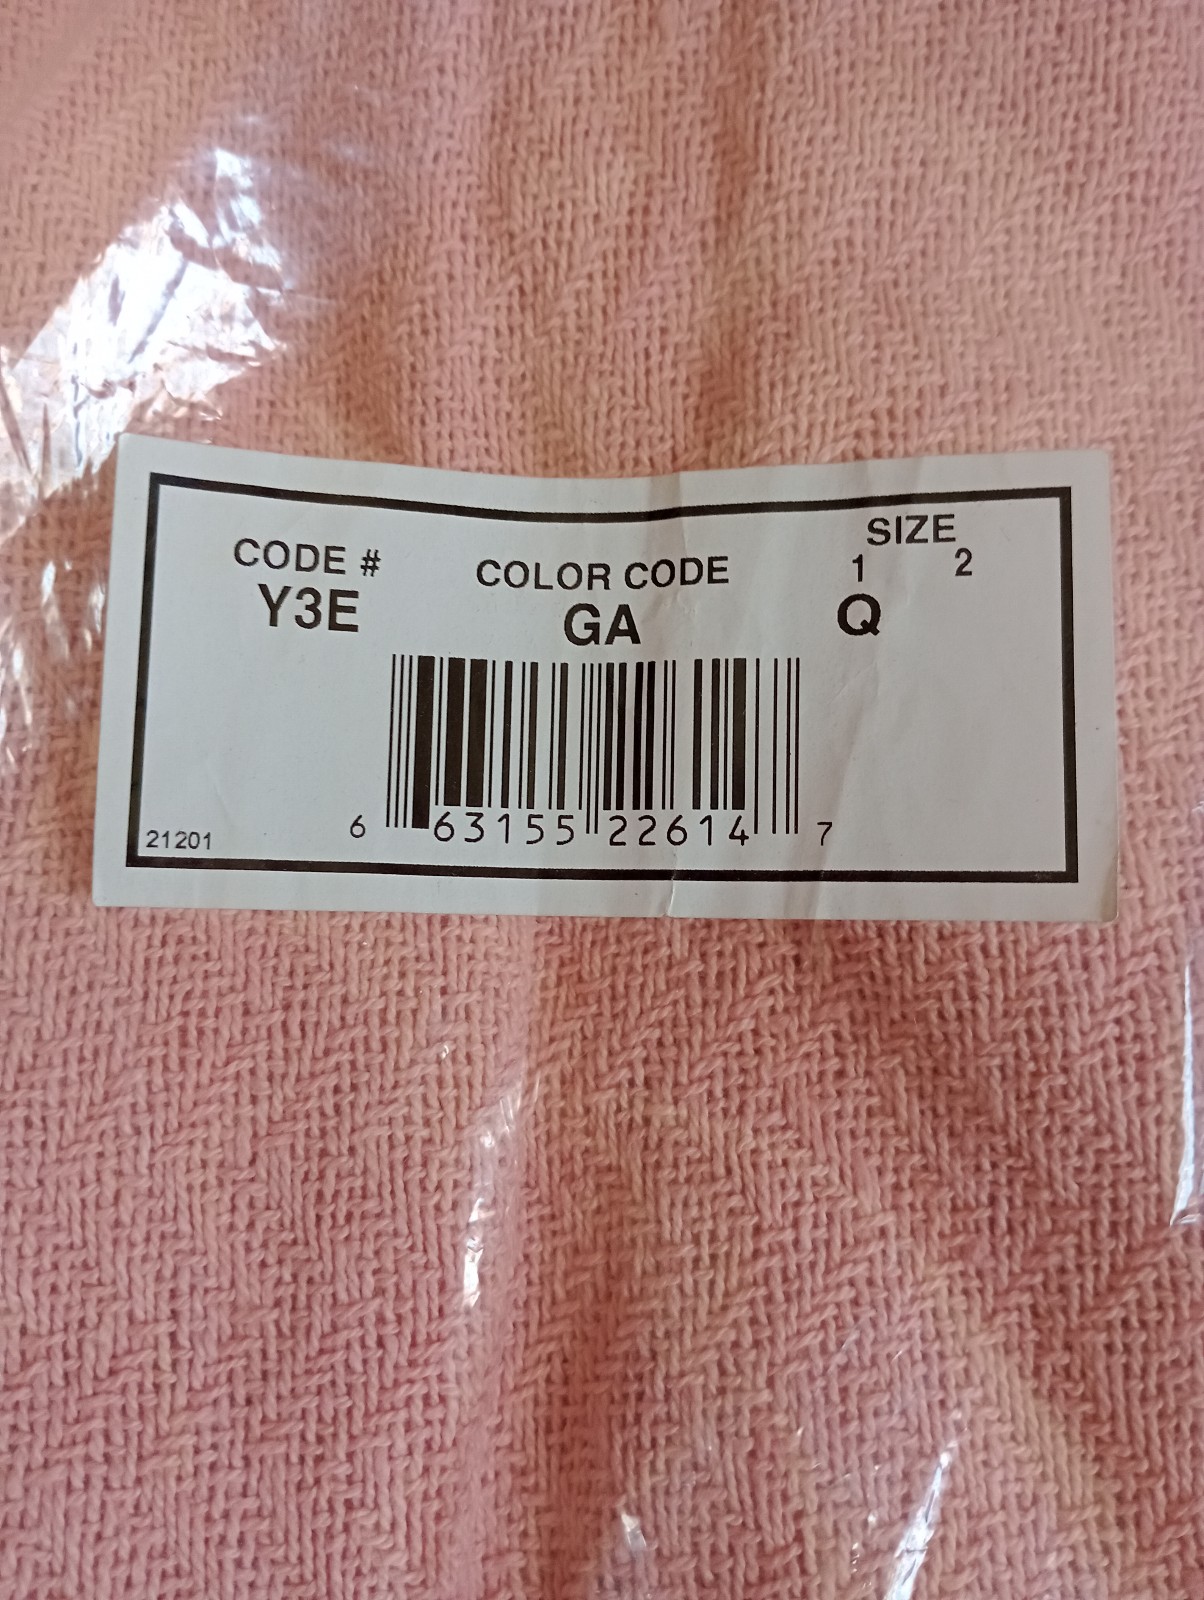 CODE # COLOR CODE SIZE
1 2
Y3E GA Q
21201
6 63155 22614 7